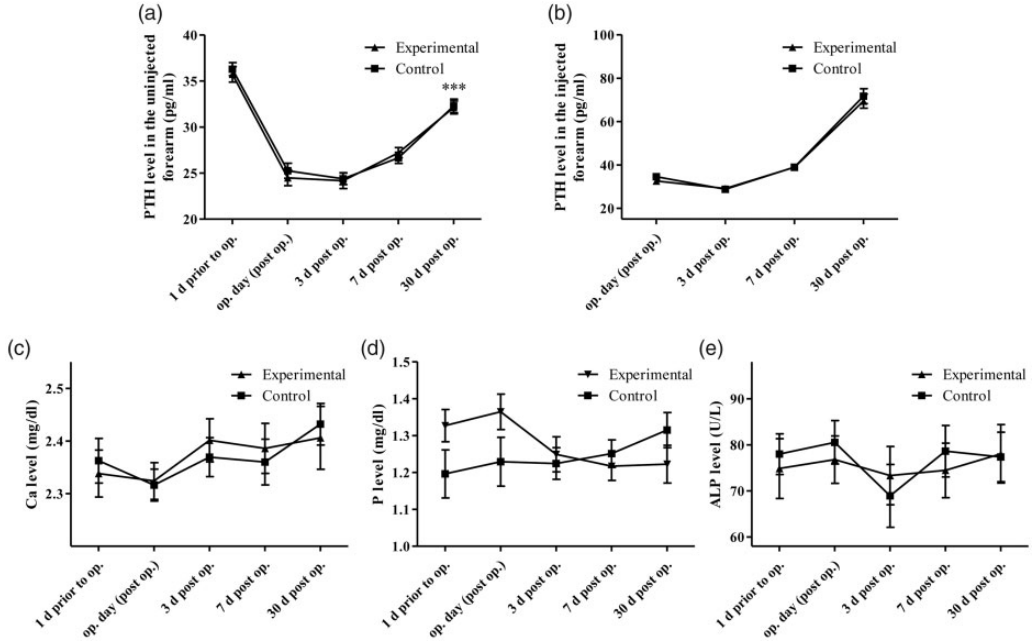 (a)
PTH level in the uninjected
forearm (pg/ml)
40
35
30
25
20
Experimental
Control
***
1 d prior to op.
op. day (post op.)
3 d post op.
7 d post op.
30 d post op.
(b)
PTH level in the injected
forearm (pg/ml)
100
80
60
40
20
Experimental
Control
op. day (post op.)
3 d post op.
7 d post op.
30 d post op.
(c)
Ca level (mg/dl)
2.5
2.4
2.3
Experimental
Control
1 d prior to op.
op. day (post op.)
3 d post op.
7 d post op.
30 d post op.
(d)
P level (mg/dl)
1.5
1.4
1.3
1.2
1.1
1.0
Experimental
Control
1 d prior to op.
op. day (post op.)
3 d post op.
7 d post op.
30 d post op.
(e)
ALP level (U/L)
90
80
70
60
Experimental
Control
1 d prior to op.
op. day (post op.)
3 d post op.
7 d post op.
30 d post op.